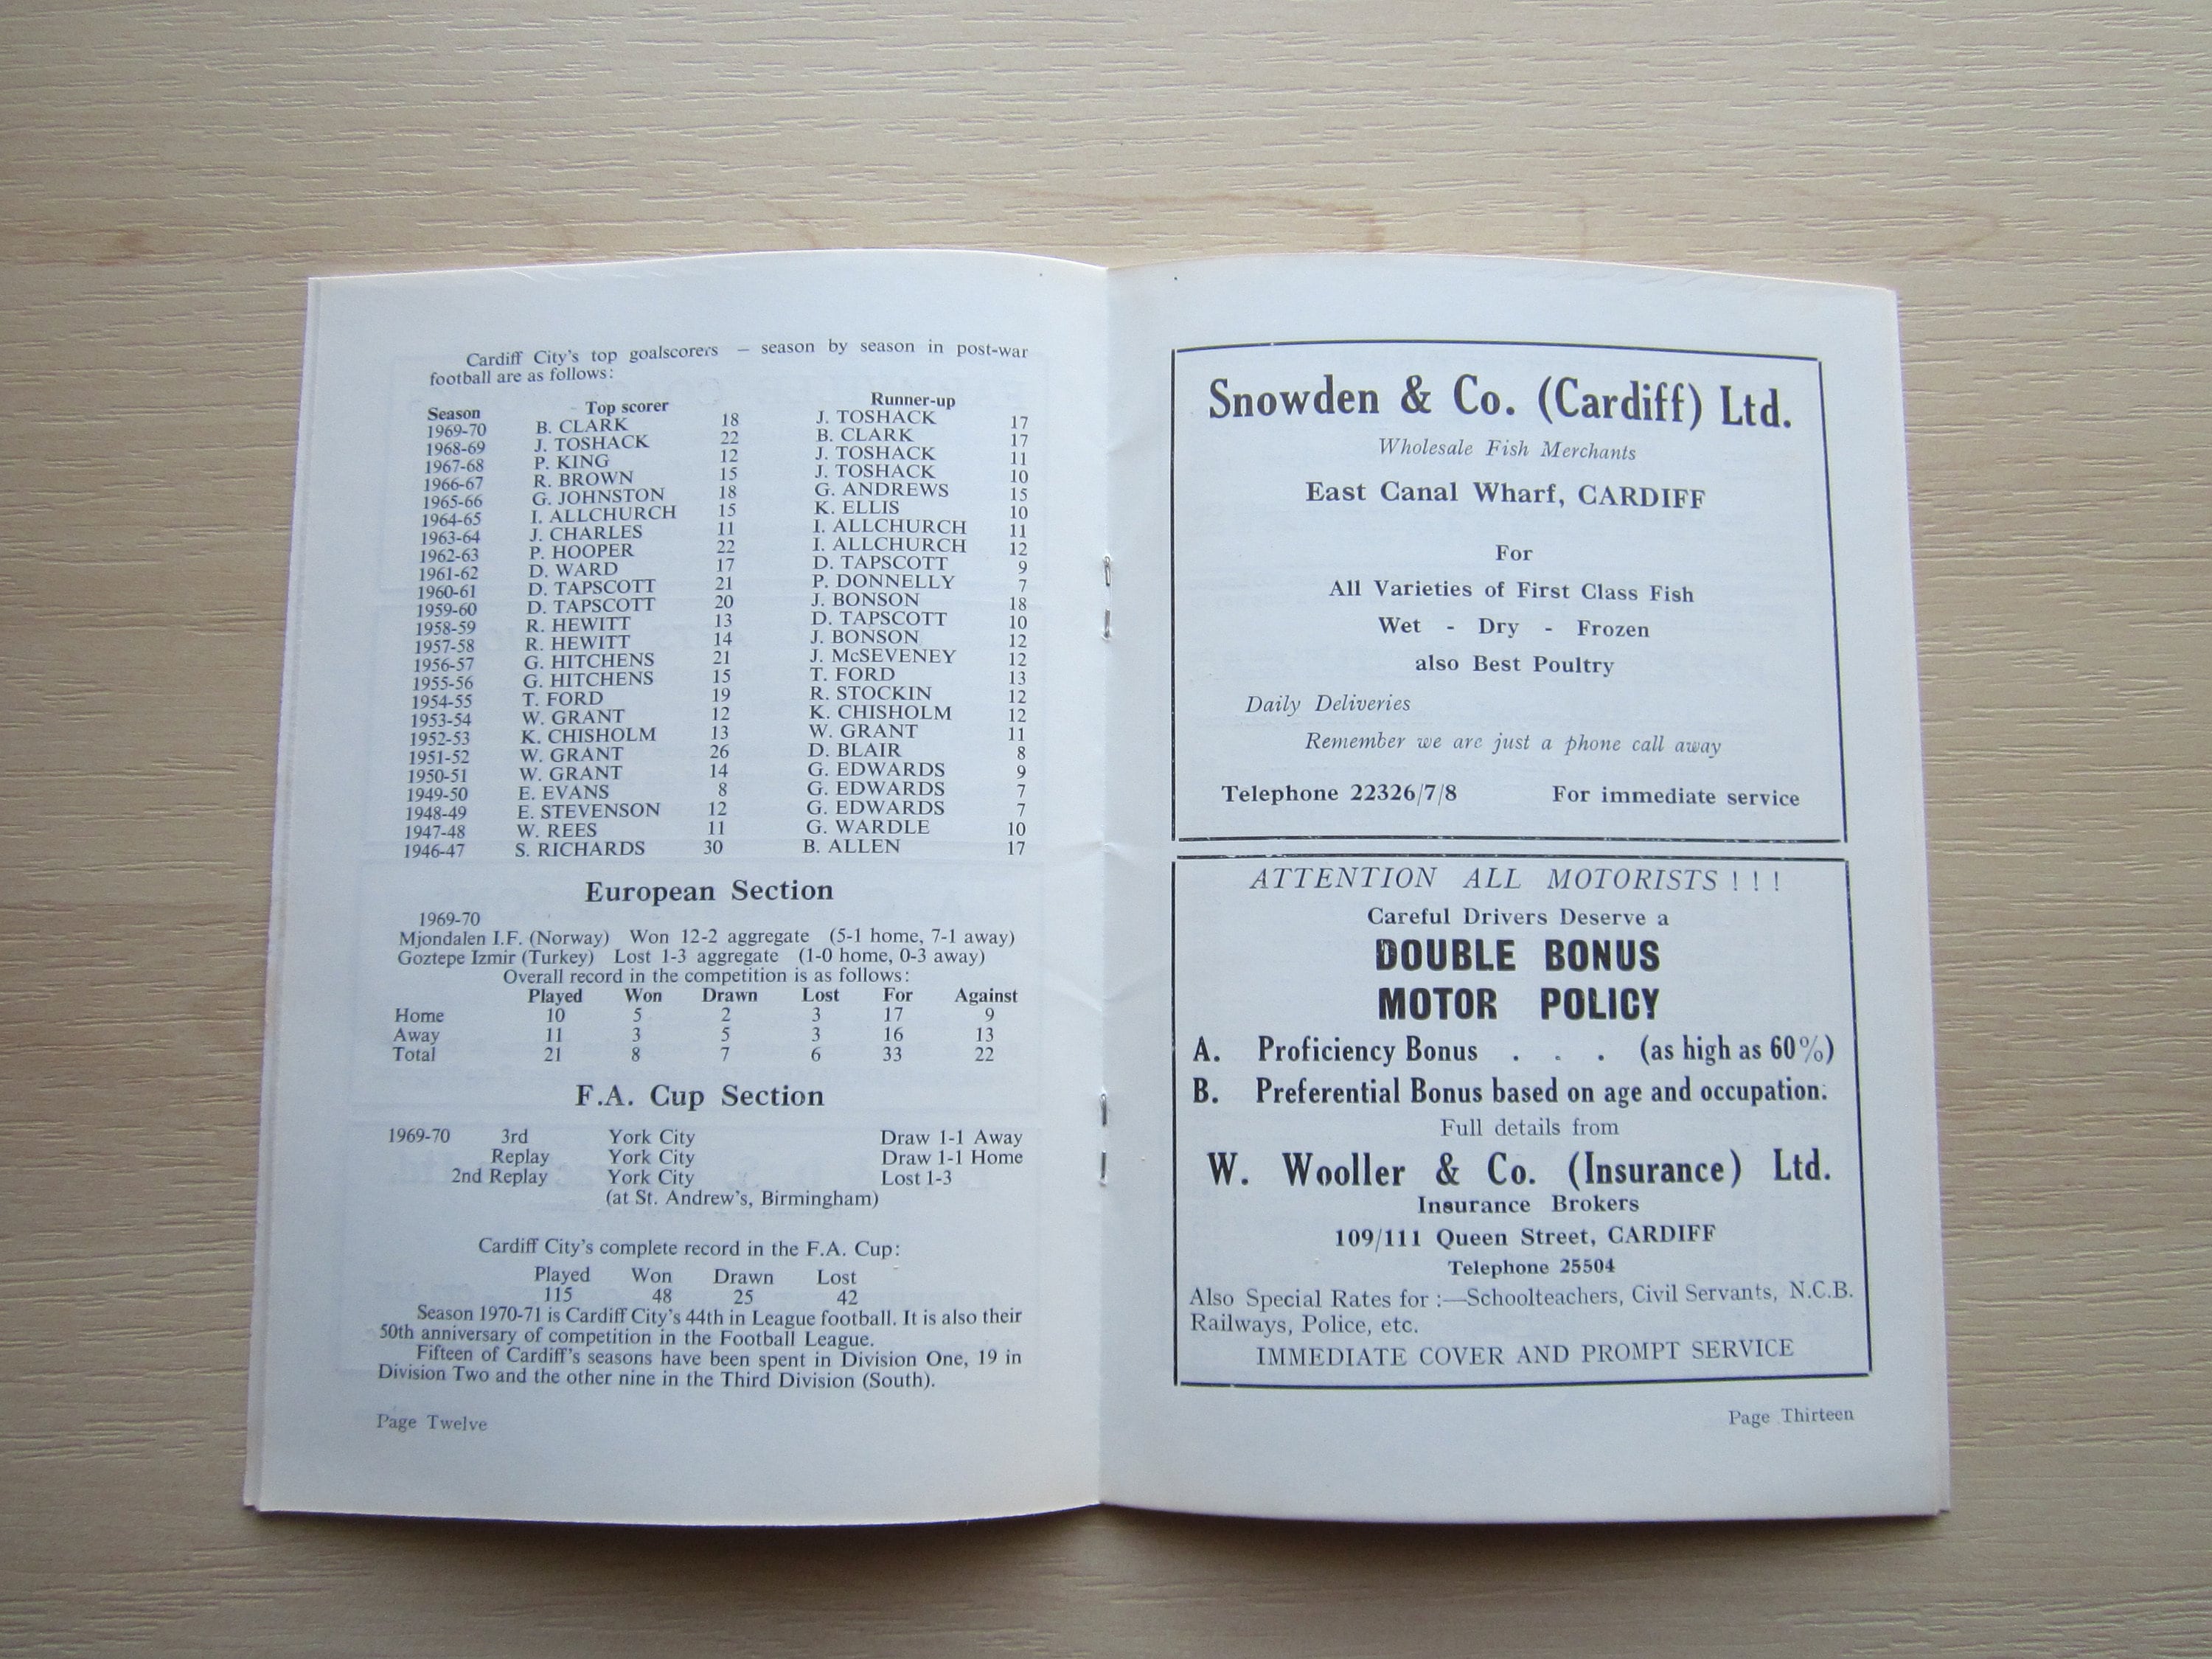 Cardiff City's top goalscorers — season by season in post-war
football are as follows:
Season Top scorer Runner-up
1969-70 B. CLARK 18 J. TOSHACK 17
1968-69 J. TOSHACK 22 B. CLARK 17
1967-68 P. KING 12 J. TOSHACK 11
1966-67 R. BROWN 15 J. TOSHACK 10
1965-66 G. JOHNSTON 18 G. ANDREWS 15
1964-65 I. ALLCHURCH 15 K. ELLIS 10
1963-64 J. CHARLES 11 I. ALLCHURCH 11
1962-63 P. HOOPER 22 I. ALLCHURCH 12
1961-62 D. WARD 17 D. TAPSCOTT 9
1960-61 D. TAPSCOTT 21 P. DONNELLY 7
1959-60 D. TAPSCOTT 20 J. BONSON 18
1958-59 R. HEWITT 13 D. TAPSCOTT 10
1957-58 R. HEWITT 14 J. BONSON 12
1956-57 G. HITCHENS 21 J. McSEVENEY 12
1955-56 G. HITCHENS 15 T. FORD 13
1954-55 T. FORD 19 R. STOCKIN 12
1953-54 W. GRANT 12 K. CHISHOLM 12
1952-53 K. CHISHOLM 13 W. GRANT 11
1951-52 W. GRANT 26 D. BLAIR 8
1950-51 W. GRANT 14 G. EDWARDS 9
1949-50 E. EVANS 8 G. EDWARDS 7
1948-49 E. STEVENSON 12 G. EDWARDS 7
1947-48 W. REES 11 G. WARDLE 10
1946-47 S. RICHARDS 30 B. ALLEN 17
European Section
1969-70
Mjondalen I.F. (Norway) Won 12-2 aggregate (5-1 home, 7-1 away)
Goztepe Izmir (Turkey) Lost 1-3 aggregate (1-0 home, 0-3 away)
Overall record in the competition is as follows:
Played Won Drawn Lost For Against
Home 10 5 2 3 17 9
Away 11 3 5 3 16 13
Total 21 8 7 6 33 22
F.A. Cup Section
1969-70 3rd York City Draw 1-1 Away
Replay York City Draw 1-1 Home
2nd Replay York City Lost 1-3
(at St. Andrew's, Birmingham)
Cardiff City's complete record in the F.A. Cup:
Played Won Drawn Lost
115 48 25 42
Season 1970-71 is Cardiff City's 44th in League football. It is also their
50th anniversary of competition in the Football League.
Fifteen of Cardiff's seasons have been spent in Division One, 19 in
Division Two and the other nine in the Third Division (South).
Page Twelve
Snowden & Co. (Cardiff) Ltd.
Wholesale Fish Merchants
East Canal Wharf, CARDIFF
For
All Varieties of First Class Fish
Wet - Dry - Frozen
also Best Poultry
Daily Deliveries
Remember we are just a phone call away
Telephone 22326/7/8 For immediate service
ATTENTION ALL MOTORISTS ! ! !
Careful Drivers Deserve a
DOUBLE BONUS
MOTOR POLICY
A. Proficiency Bonus . . . (as high as 60%)
B. Preferential Bonus based on age and occupation.
Full details from
W. Wooller & Co. (Insurance) Ltd.
Insurance Brokers
109/111 Queen Street, CARDIFF
Telephone 25504
Also Special Rates for :—Schoolteachers, Civil Servants, N.C.B.
Railways, Police, etc.
IMMEDIATE COVER AND PROMPT SERVICE
Page Thirteen